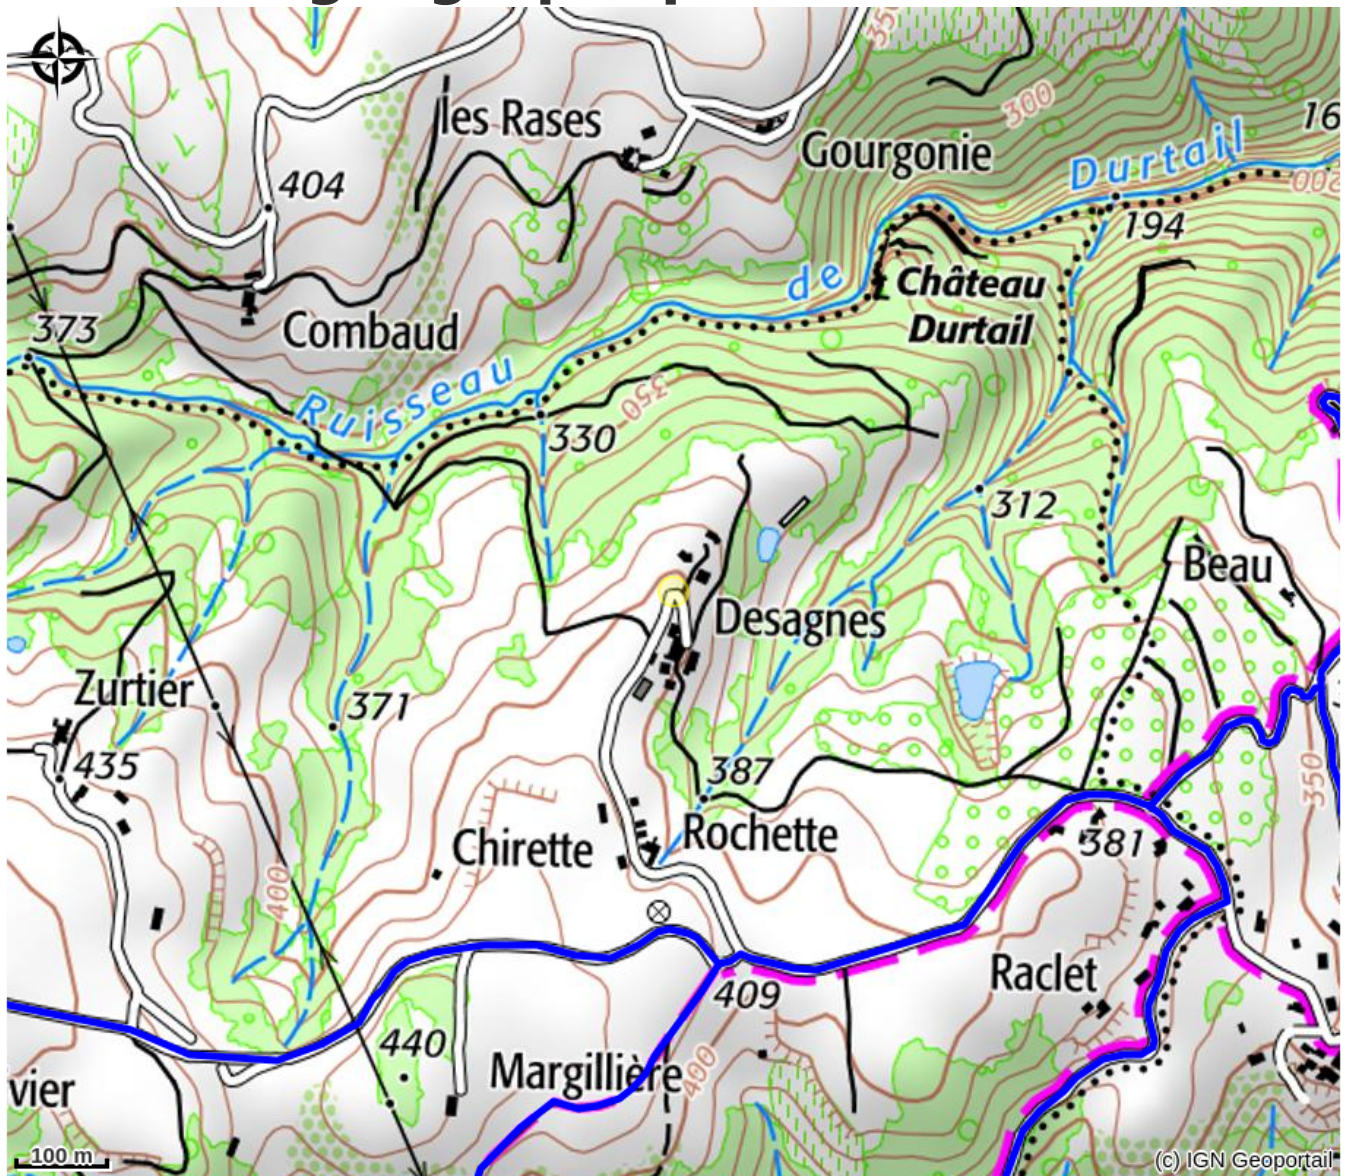 les Rases
Gourgonie
300
Durtail
16
404
194
200
de
Château
Durtail
373
Combaud
Ruisseau
350
330
312
Beau
Desagnes
Zurtier
371
435
387
350
Chirette
Rochette
381
400
409
Raclet
440
Margillière
400
vier
100 m
(c) IGN Geoportail